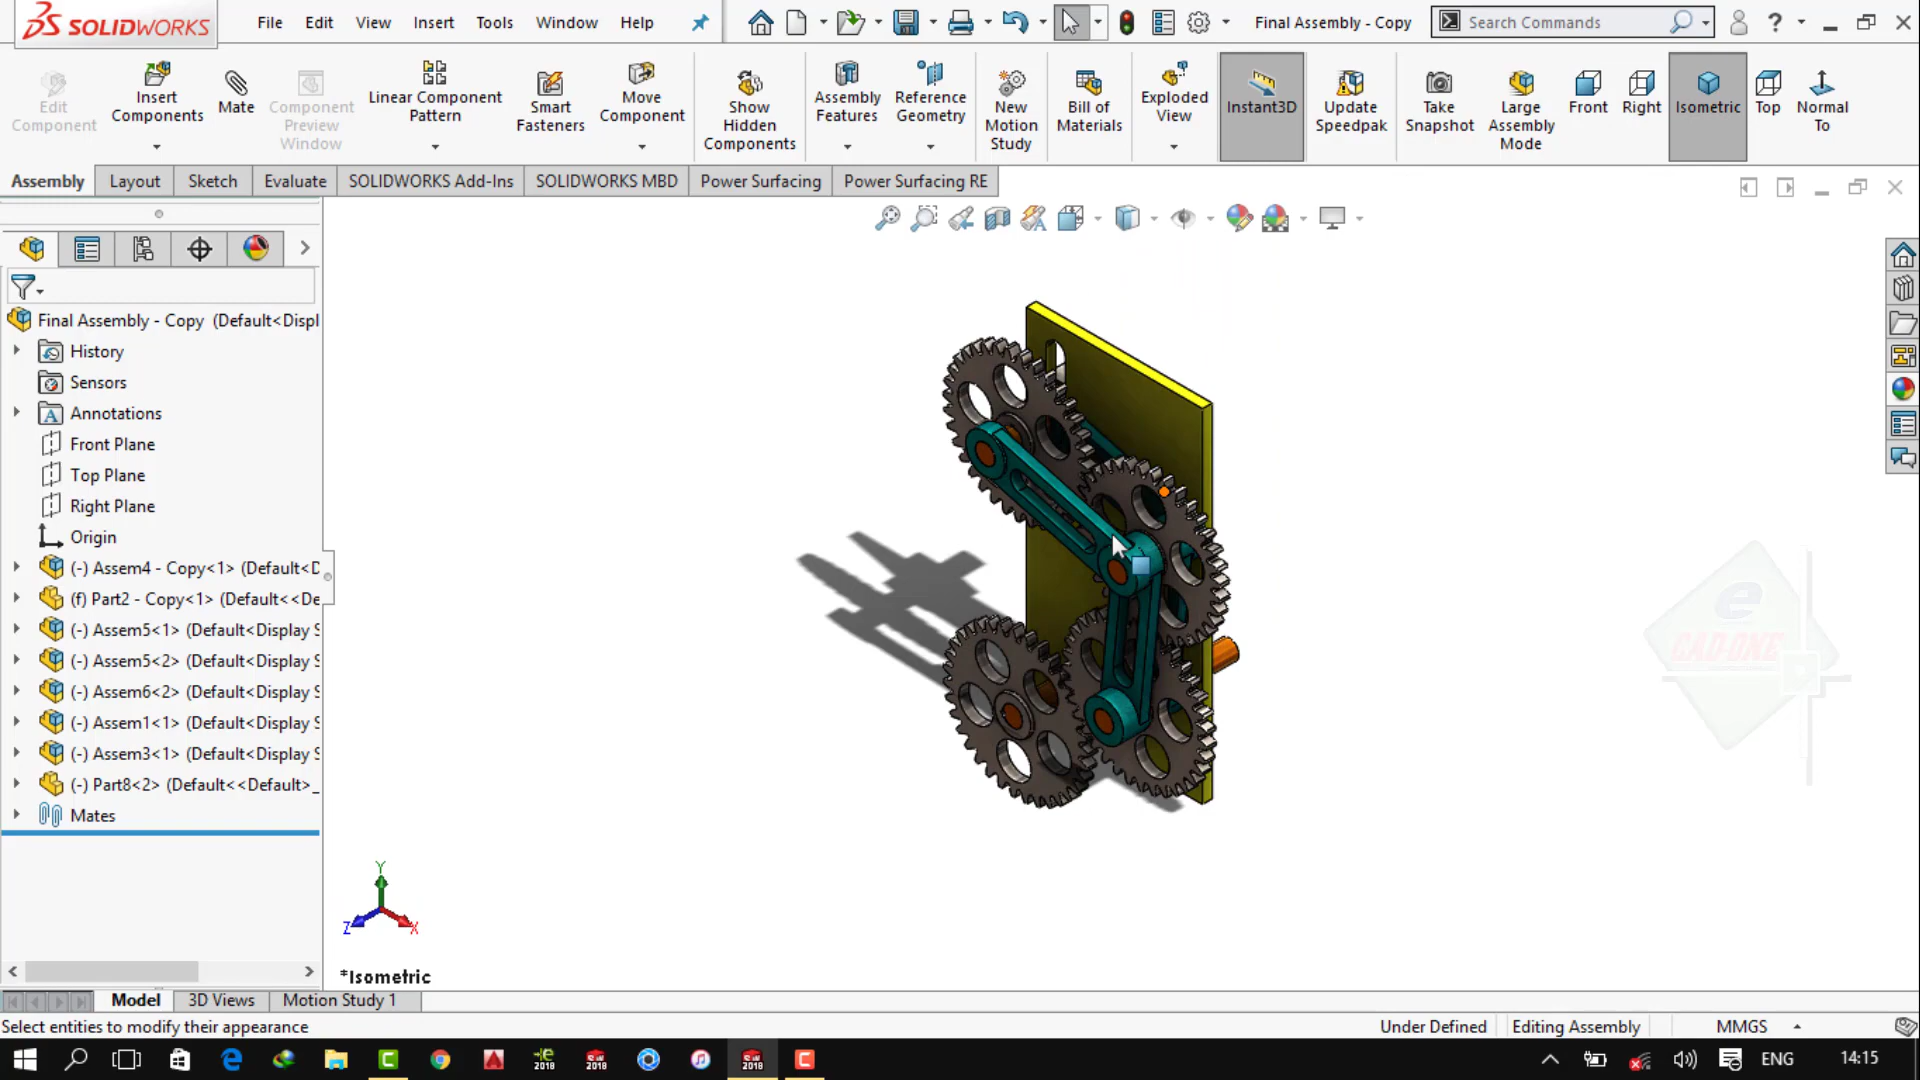 SOLIDWORKS File Edit View Insert Tools Window Help Final Assembly - Copy Search Commands
Edit Component
Insert Components
Mate
Component Preview Window
Linear Component Pattern
Smart Fasteners
Move Component
Show Hidden Components
Assembly Features
Reference Geometry
New Motion Study
Bill of Materials
Exploded View
Instant3D
Update Speedpak
Take Snapshot
Large Assembly Mode
Front
Right
Isometric
Top
Normal To
Assembly Layout Sketch Evaluate SOLIDWORKS Add-Ins SOLIDWORKS MBD Power Surfacing Power Surfacing RE
Final Assembly - Copy (Default<Displ
History
Sensors
Annotations
Front Plane
Top Plane
Right Plane
Origin
(-) Assem4 - Copy<1> (Default<D
(f) Part2 - Copy<1> (Default<<De
(-) Assem5<1> (Default<Display S
(-) Assem5<2> (Default<Display S
(-) Assem6<2> (Default<Display S
(-) Assem1<1> (Default<Display S
(-) Assem3<1> (Default<Display S
(-) Part8<2> (Default<<Default>_
Mates
e
CAD-ONE
Y
Z X
*Isometric
Model 3D Views Motion Study 1
Select entities to modify their appearance Under Defined Editing Assembly MMGS
ENG 14:15